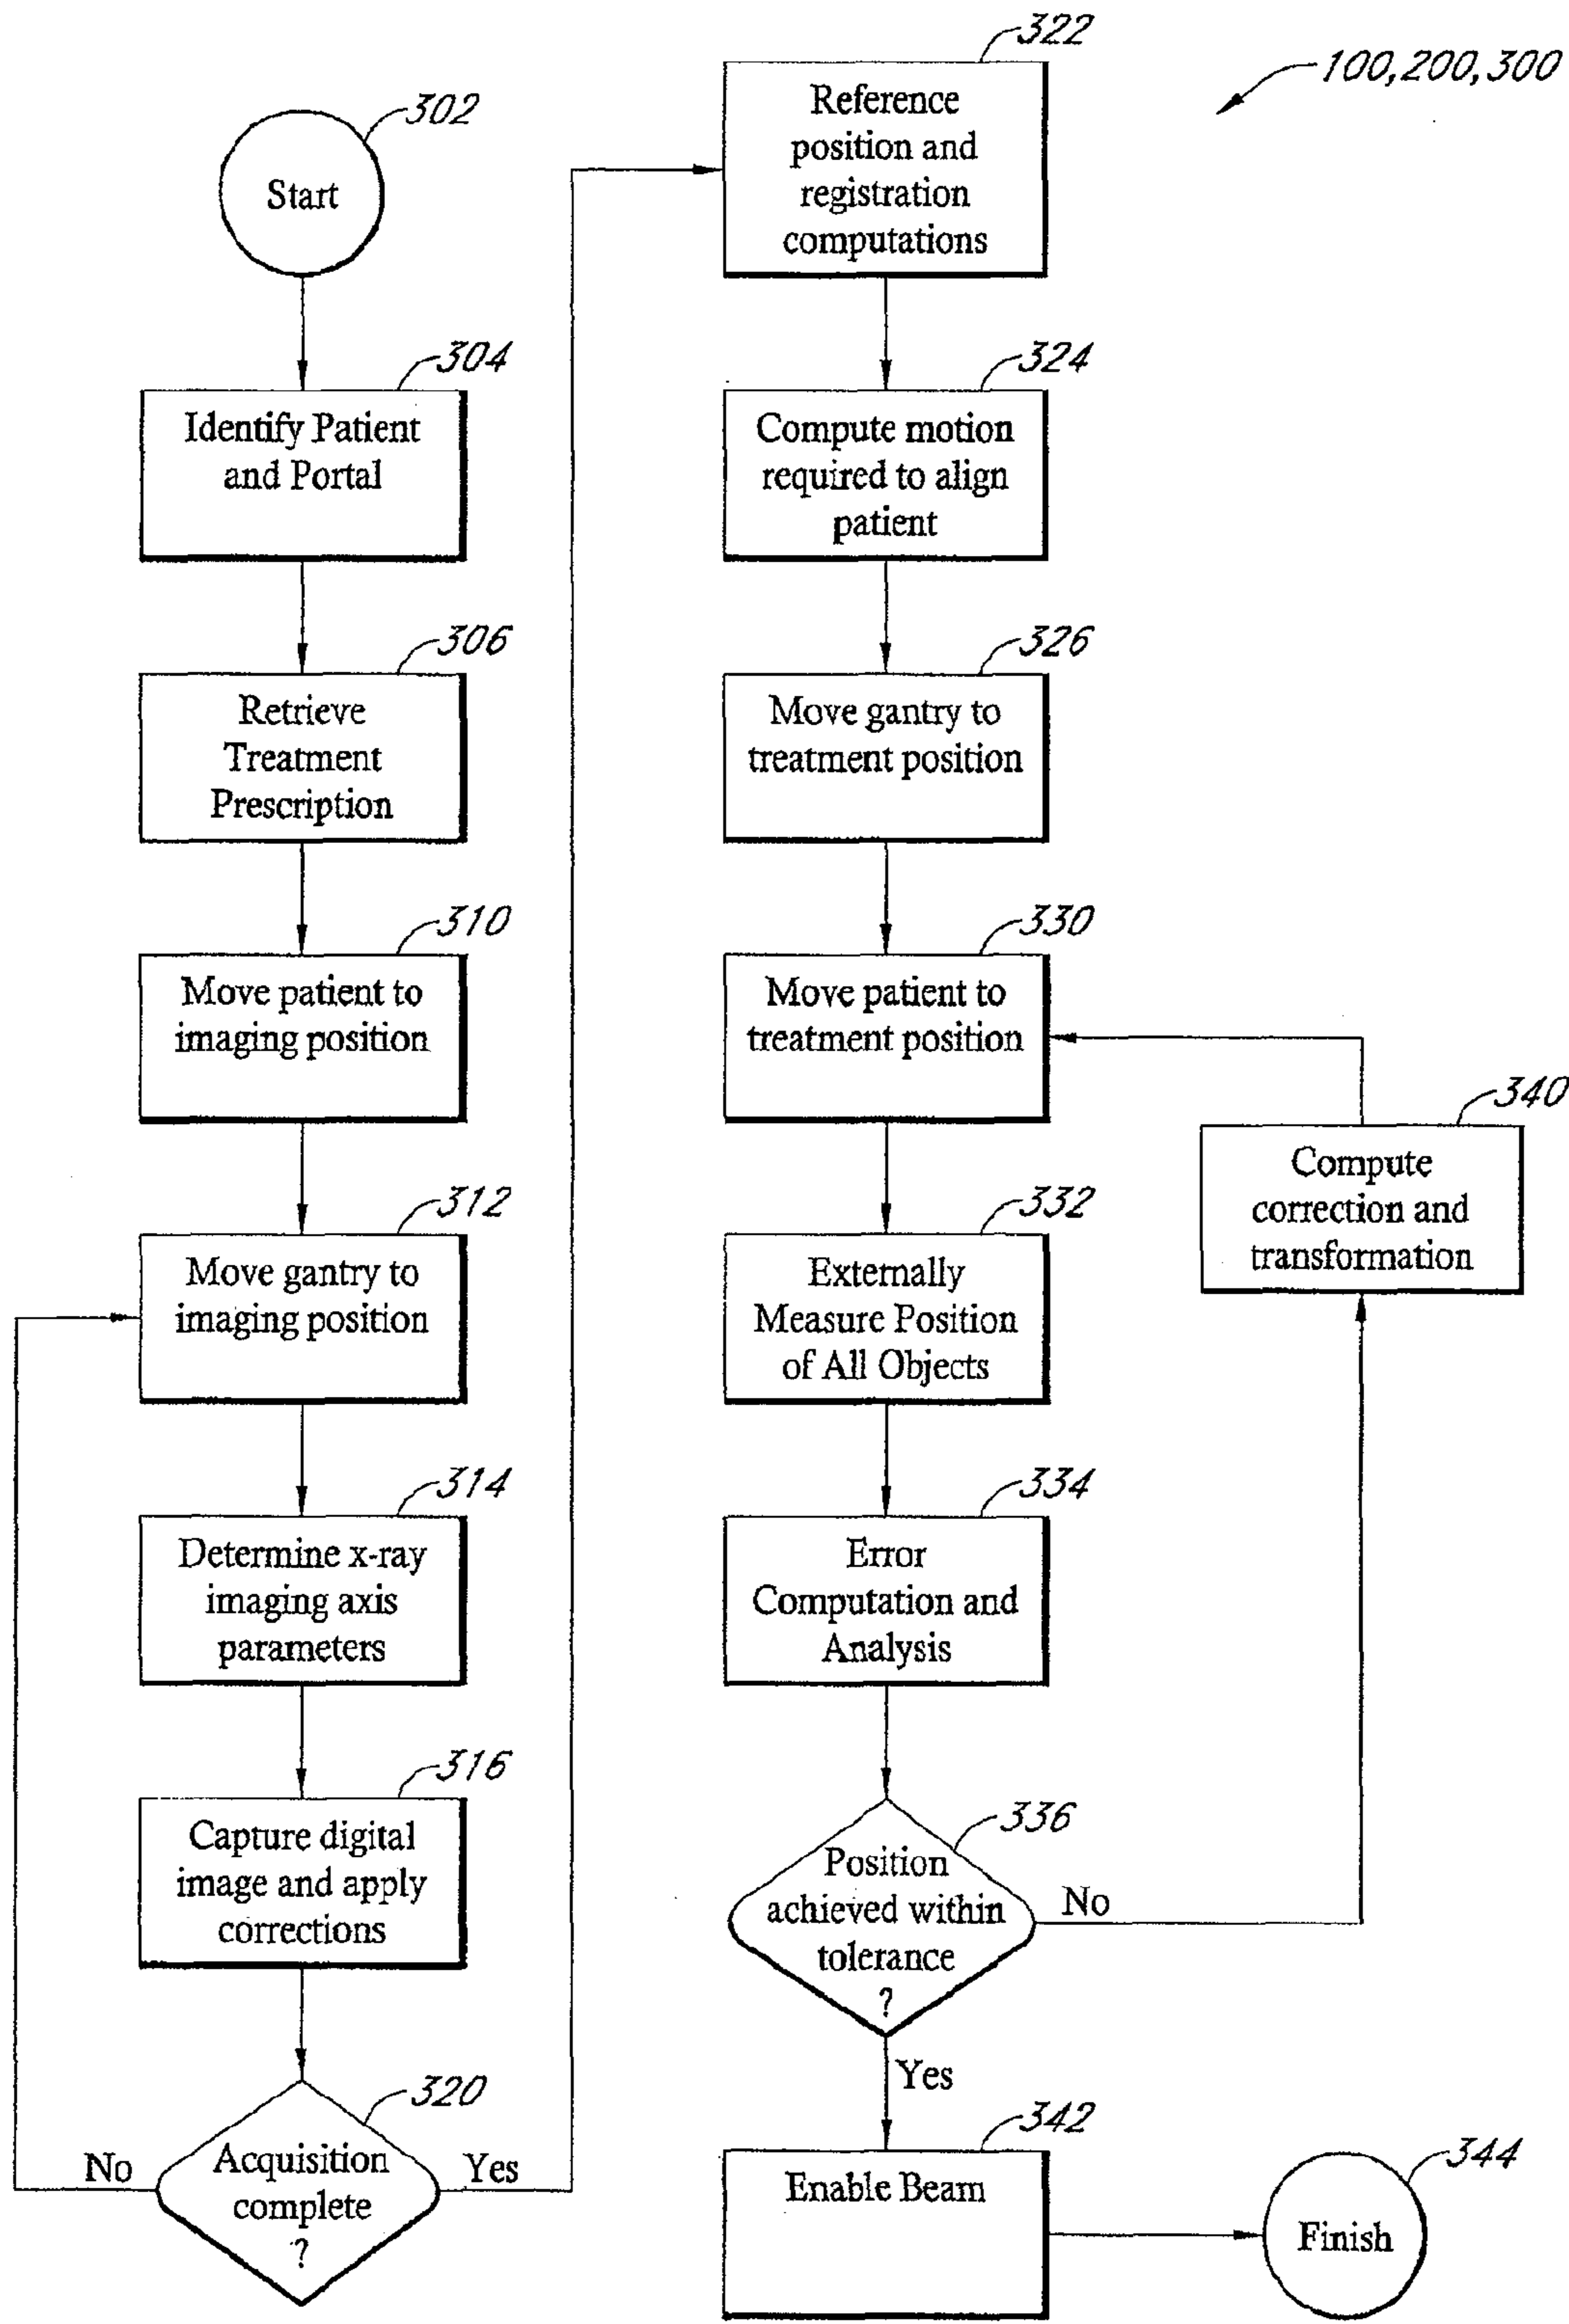 100,200,300
302
Start
304
Identify Patient
and Portal
306
Retrieve
Treatment
Prescription
310
Move patient to
imaging position
312
Move gantry to
imaging position
314
Determine x-ray
imaging axis
parameters
316
Capture digital
image and apply
corrections
320
Acquisition
complete
?
No
Yes
322
Reference
position and
registration
computations
324
Compute motion
required to align
patient
326
Move gantry to
treatment position
330
Move patient to
treatment position
332
Externally
Measure Position
of All Objects
334
Error
Computation and
Analysis
336
Position
achieved within
tolerance
?
No
Yes
340
Compute
correction and
transformation
342
Enable Beam
344
Finish